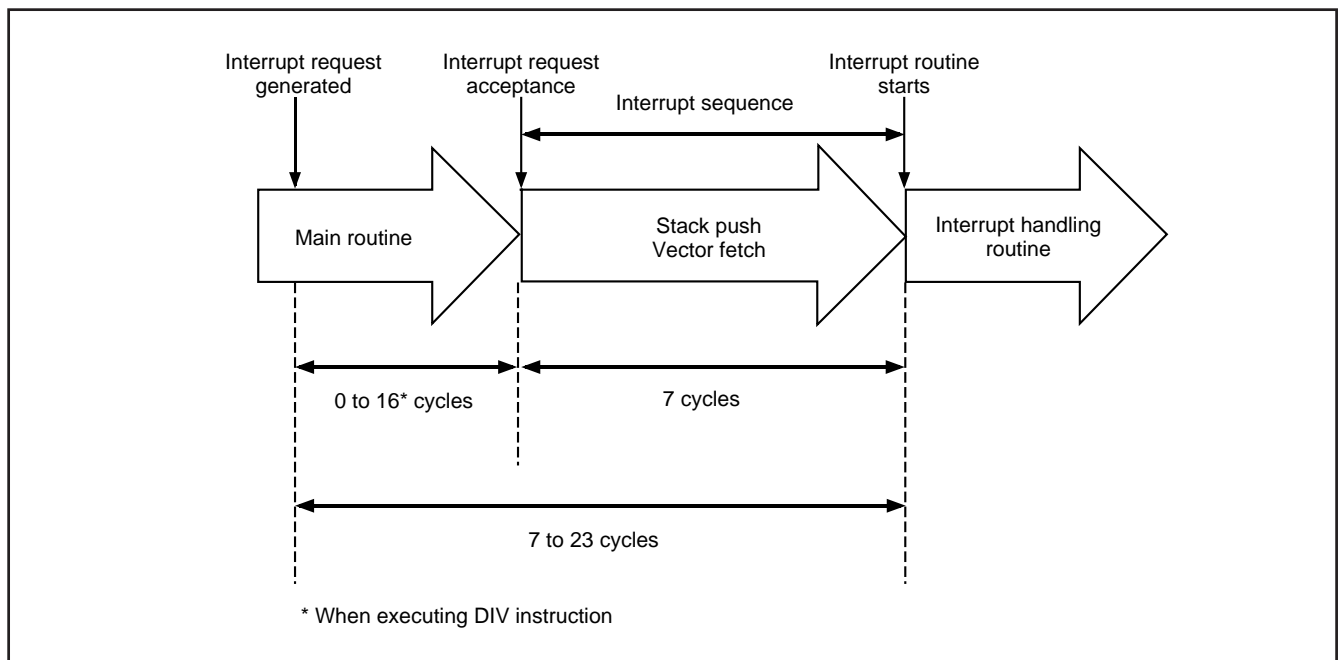 Interrupt request
generated
Interrupt request
acceptance
Interrupt routine
starts
Interrupt sequence
Main routine
Stack push
Vector fetch
Interrupt handling
routine
0 to 16* cycles
7 cycles
7 to 23 cycles
* When executing DIV instruction